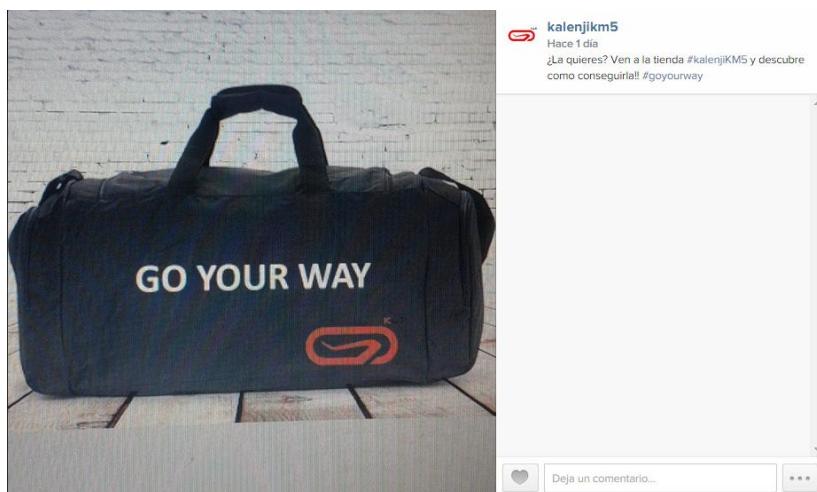 GO YOUR WAY
kalenjikm5
Hace 1 día
¿La quieres? Ven a la tienda #kalenjiKM5 y descubre
como conseguirla!! #goyourway
Deja un comentario...